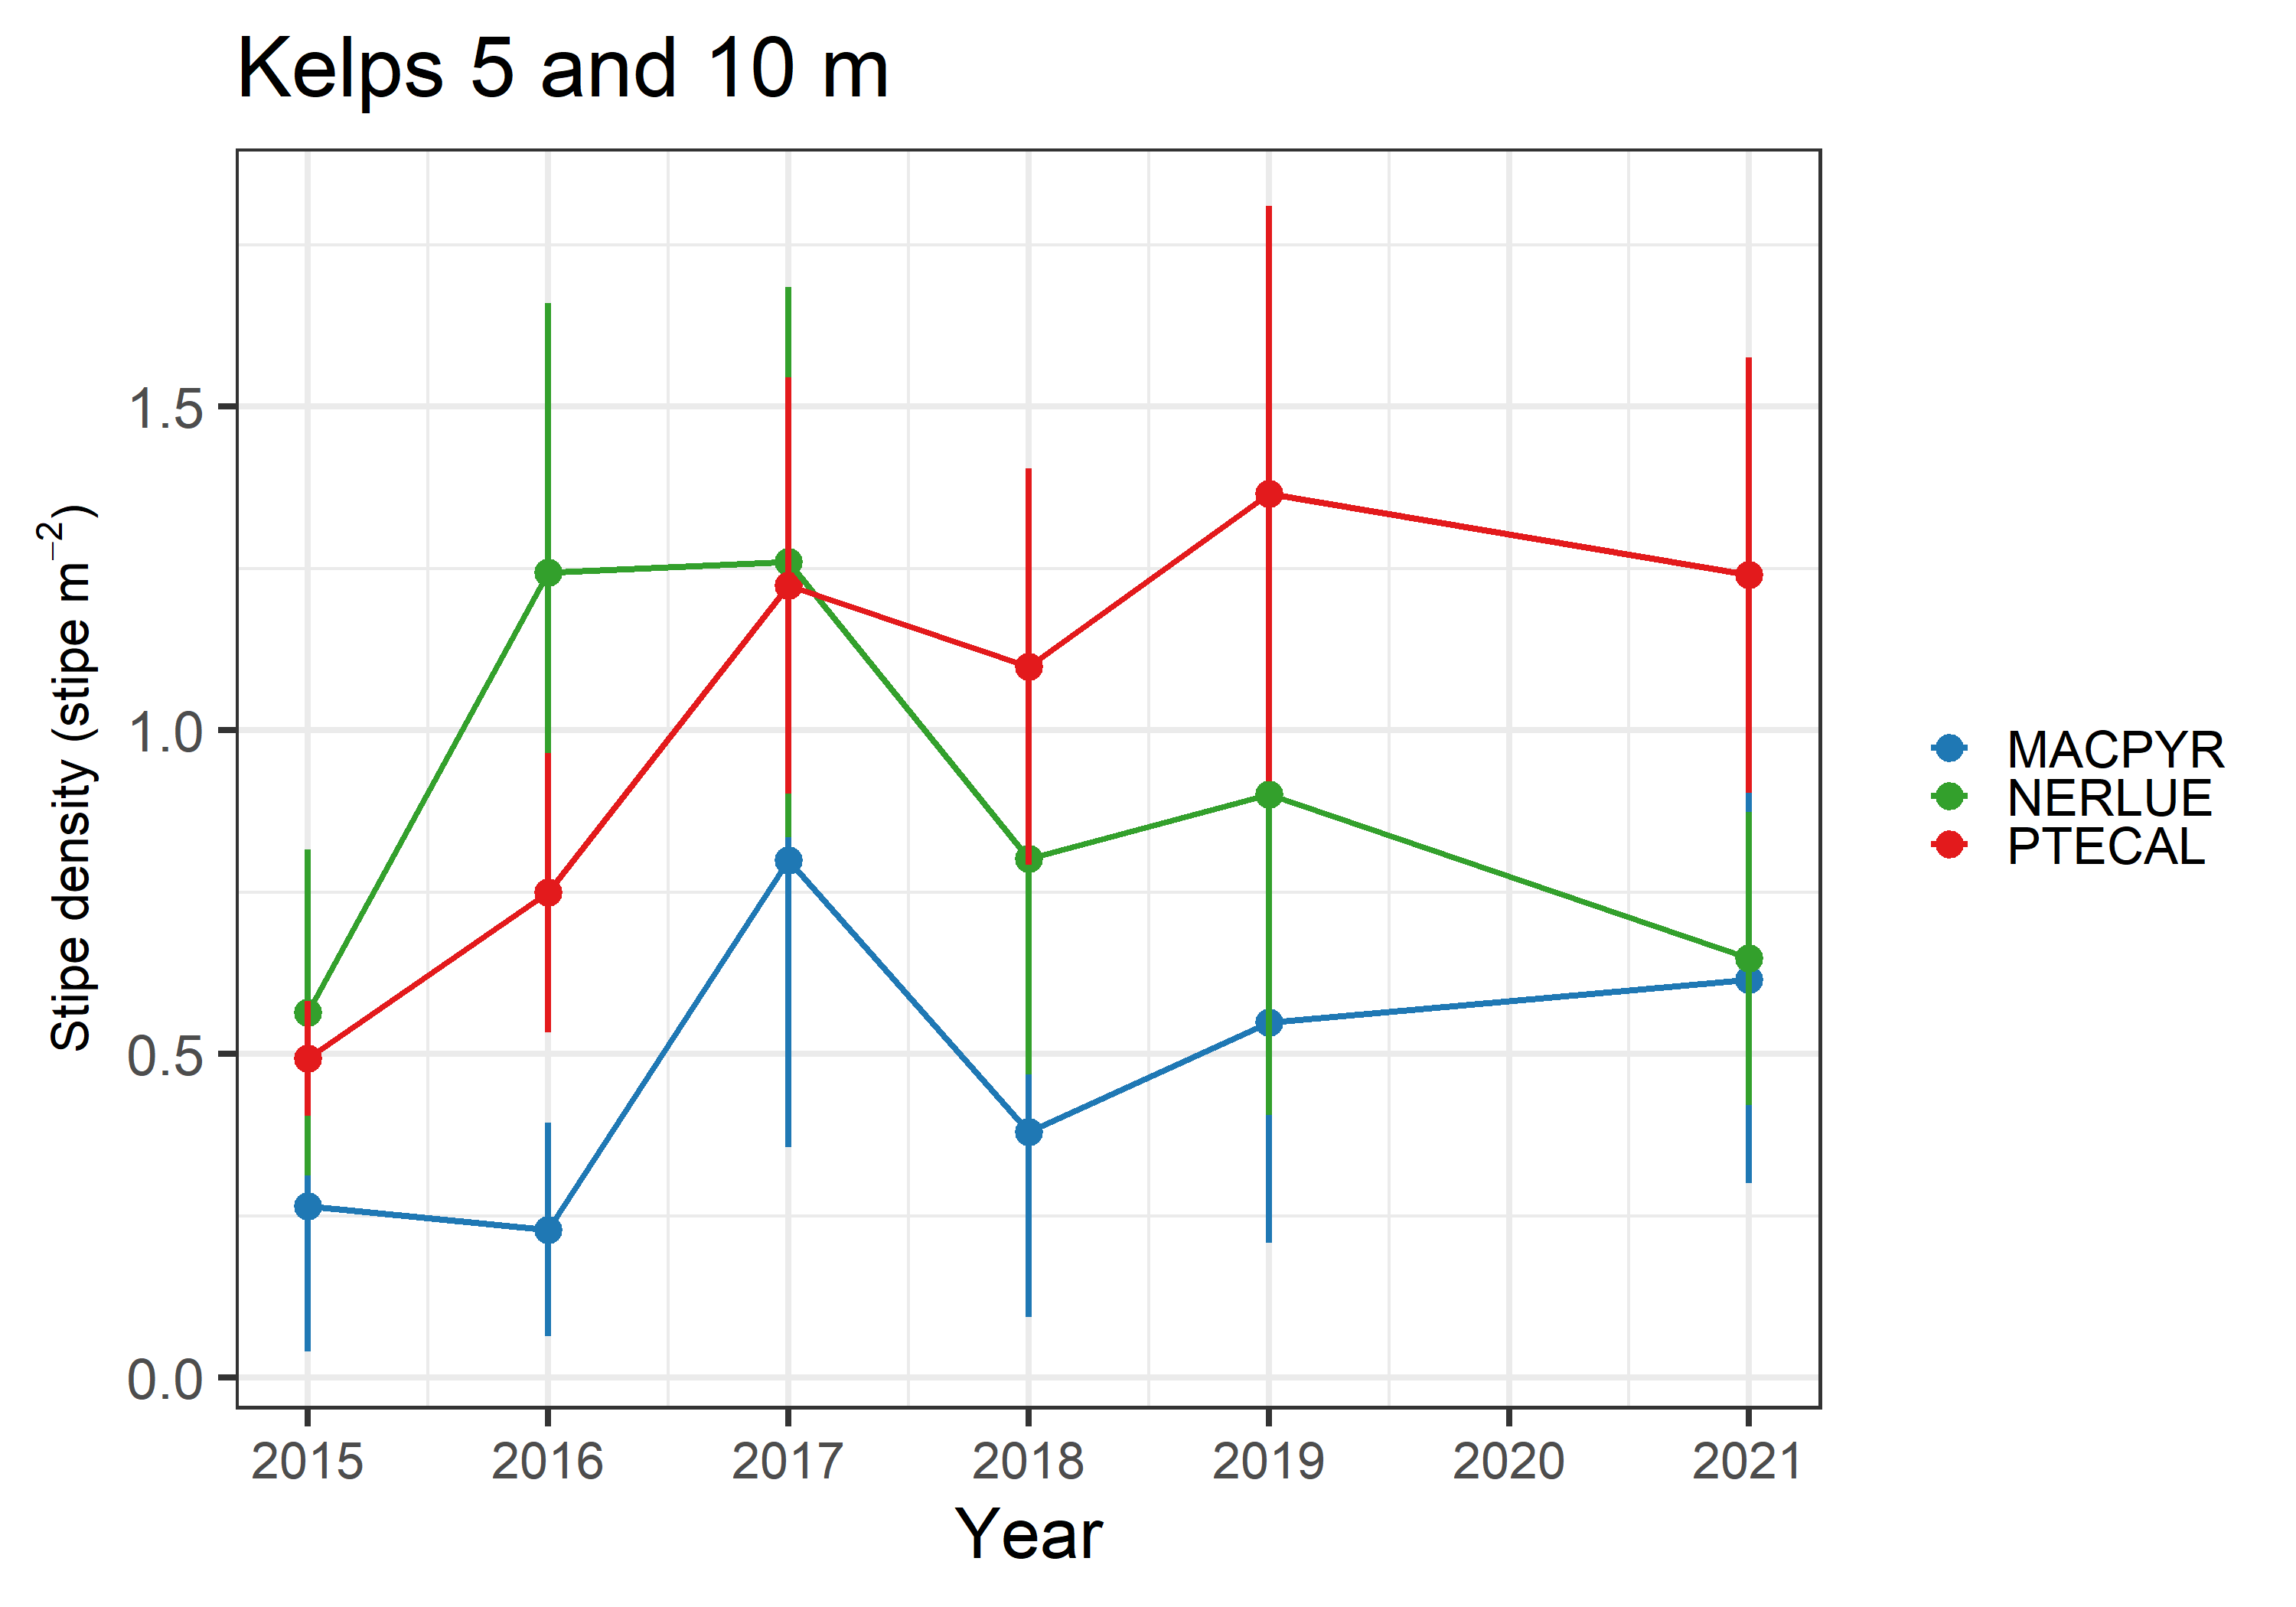 Kelps 5 and 10 m
Stipe density (stipe m⁻²)
1.5
1.0
0.5
0.0
2015 2016 2017 2018 2019 2020 2021
Year
MACPYR
NERLUE
PTECAL